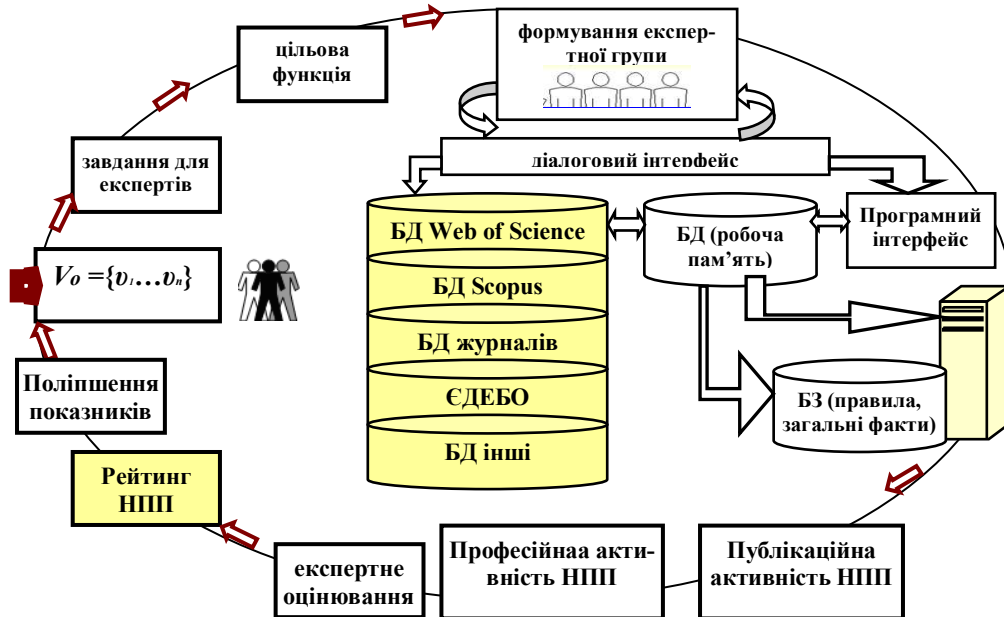 цільова
функція
формування експер-
тної групи
завдання для
експертів
діалоговий інтерфейс
БД Web of Science
БД (робоча
пам’ять)
Програмний
інтерфейс
Vo ={υ1…υn}
БД Scopus
БД журналів
Поліпшення
показників
ЄДЕБО
БЗ (правила,
загальні факти)
БД інші
Рейтинг
НПП
експертне
оцінювання
Професійнаа акти-
вність НПП
Публікаційна
активність НПП